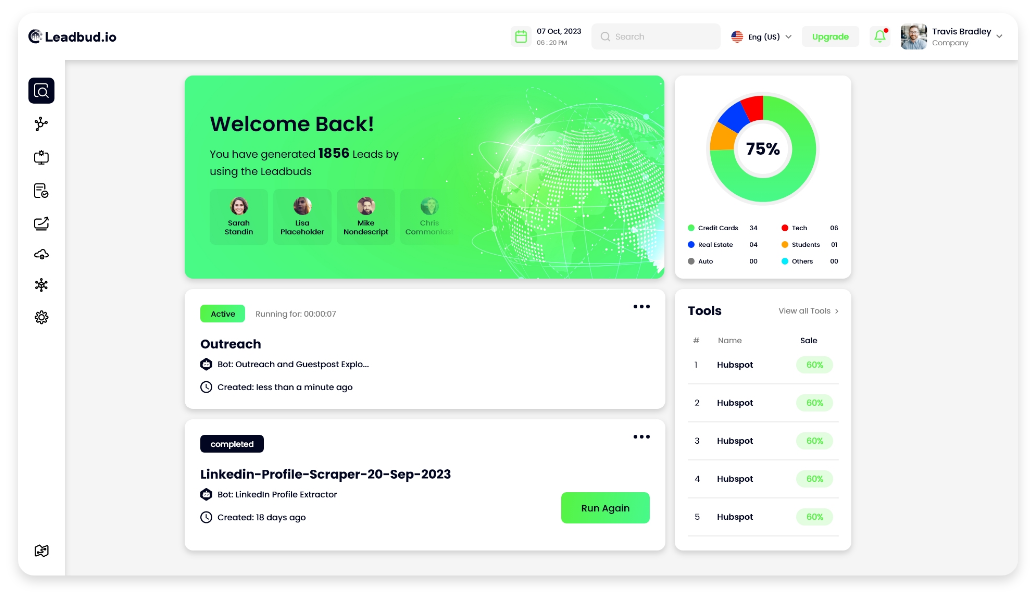 Leadbud.io
07 Oct, 2023
06 : 20 PM
Search
Eng (US)
Upgrade
Travis Bradley
Company
Welcome Back!
You have generated 1856 Leads by
using the Leadbuds
Sarah
Standin
Lisa
Placeholder
Mike
Nondescript
Chris
75%
Credit Cards 34
Tech 06
Real Estate 04
Students 01
Auto 00
Others 00
Active
Running for: 00:00:07
Outreach
Bot: Outreach and Guestpost Explo...
Created: less than a minute ago
completed
Linkedin-Profile-Scraper-20-Sep-2023
Bot: LinkedIn Profile Extractor
Created: 18 days ago
Run Again
Tools
View all Tools
# Name Sale
1 Hubspot 60%
2 Hubspot 60%
3 Hubspot 60%
4 Hubspot 60%
5 Hubspot 60%